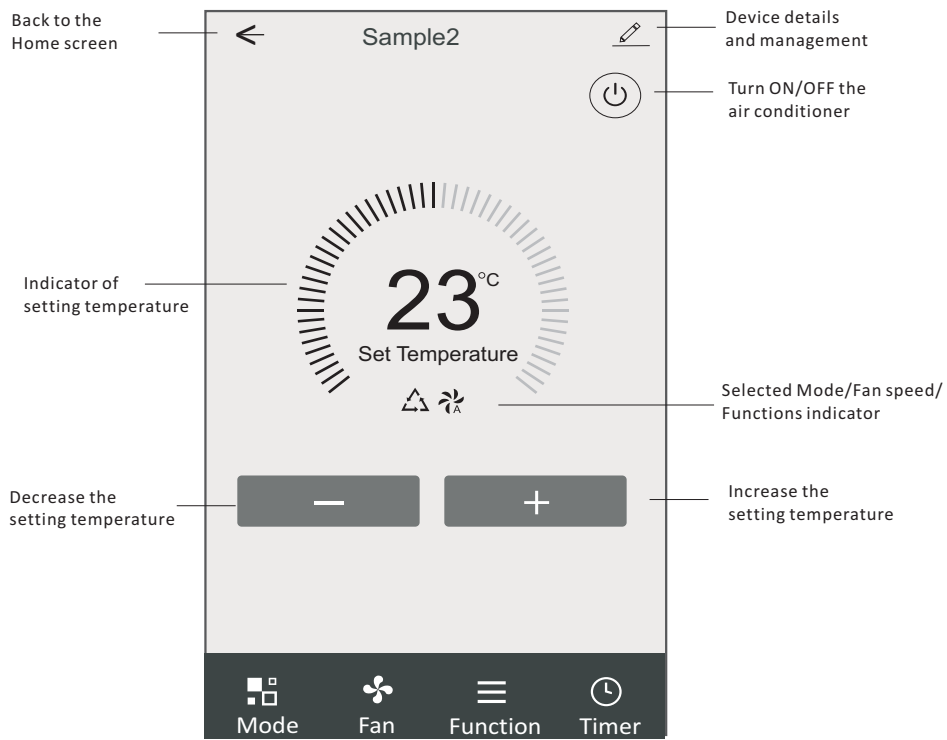 Back to the
Home screen
Sample2
Device details
and management
Turn ON/OFF the
air conditioner
Indicator of
setting temperature
23°C
Set Temperature
A
Selected Mode/Fan speed/
Functions indicator
Decrease the
setting temperature
−
+
Increase the
setting temperature
Mode
Fan
Function
Timer